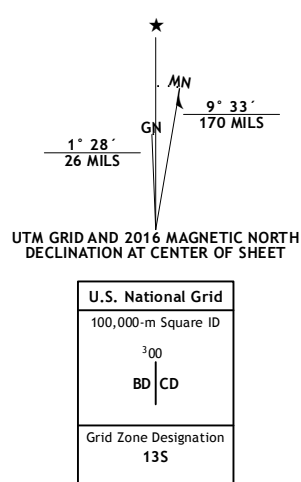 ★
MN
GN
9° 33´
170 MILS
1° 28´
26 MILS
UTM GRID AND 2016 MAGNETIC NORTH
DECLINATION AT CENTER OF SHEET
U.S. National Grid
100,000-m Square ID
³00
BD CD
Grid Zone Designation
13S